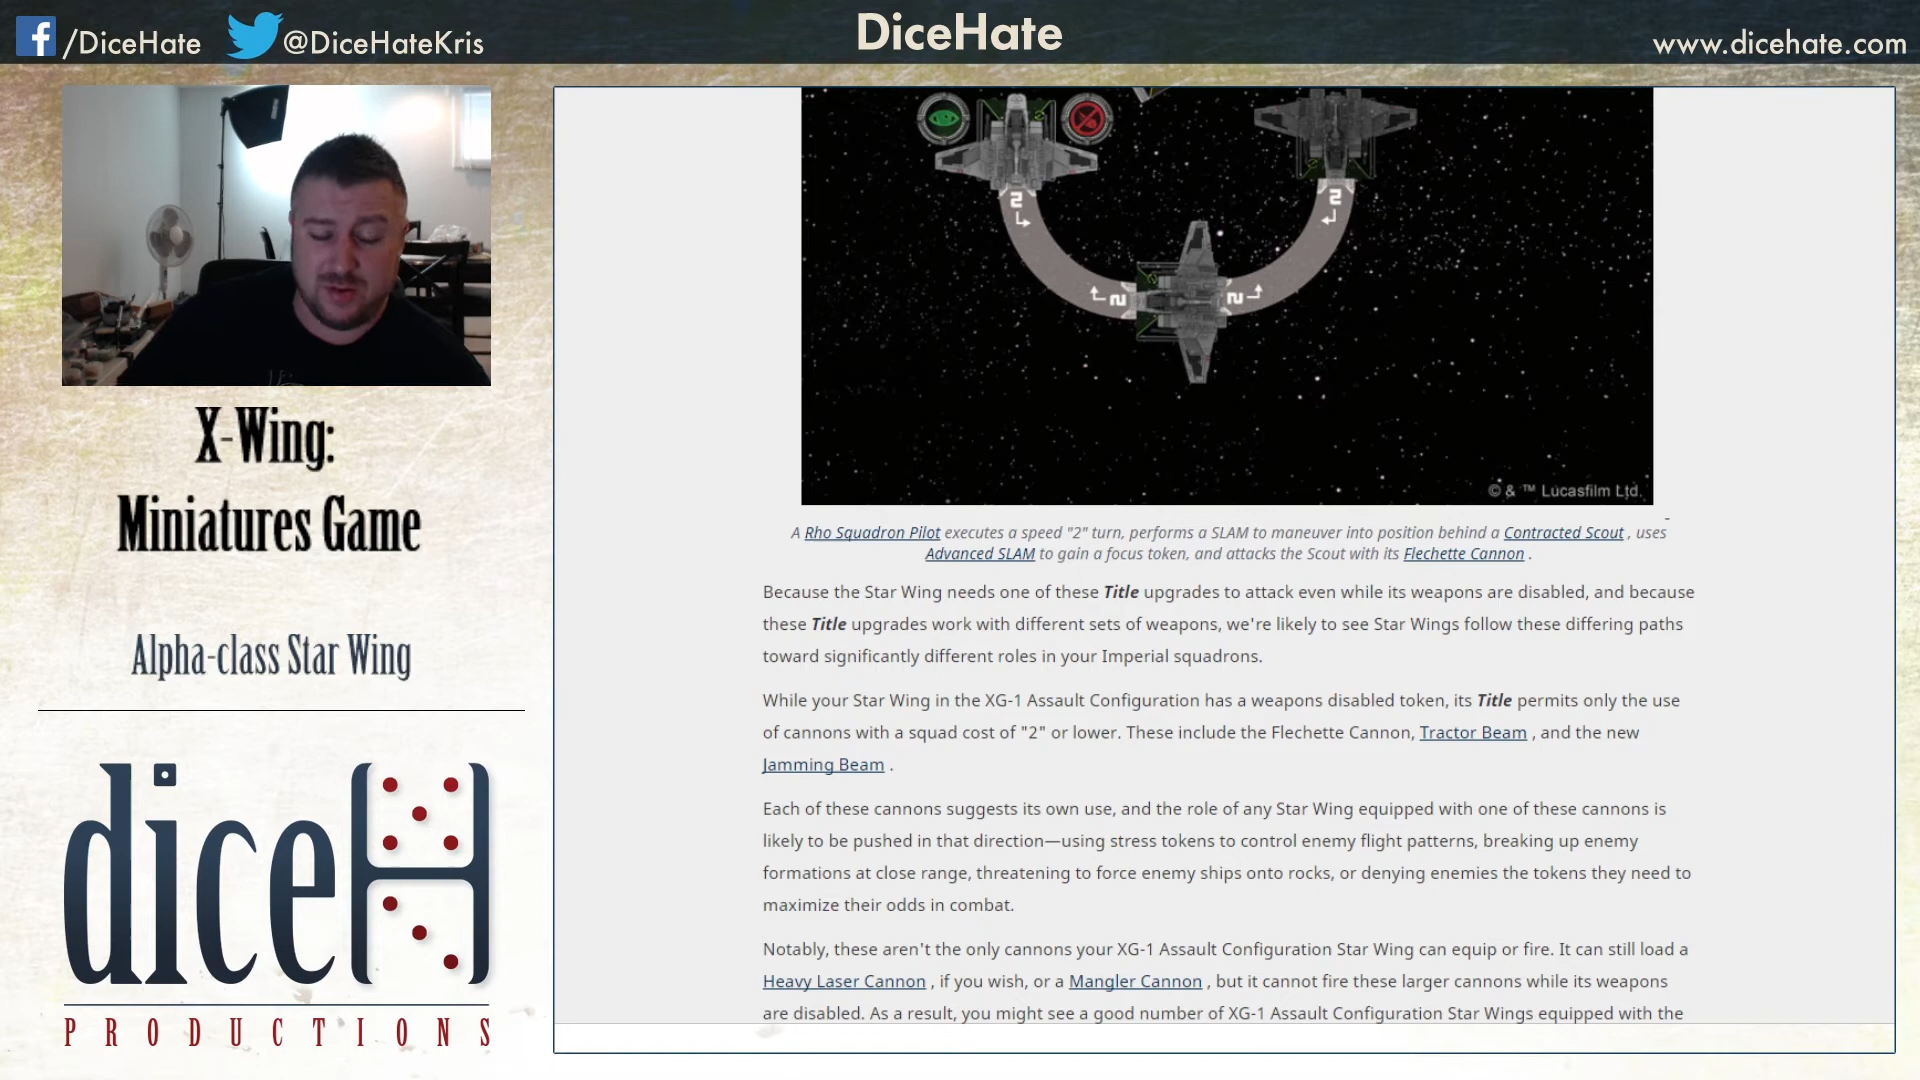 /DiceHate
@DiceHateKris
DiceHate
www.dicehate.com
X-Wing:
Miniatures Game
Alpha-class Star Wing
diceH
PRODUCTIONS
2
2
2
2
© & ™ Lucasfilm Ltd.
A Rho Squadron Pilot executes a speed "2" turn, performs a SLAM to maneuver into position behind a Contracted Scout , uses
Advanced SLAM to gain a focus token, and attacks the Scout with its Flechette Cannon .
Because the Star Wing needs one of these Title upgrades to attack even while its weapons are disabled, and because
these Title upgrades work with different sets of weapons, we're likely to see Star Wings follow these differing paths
toward significantly different roles in your Imperial squadrons.
While your Star Wing in the XG-1 Assault Configuration has a weapons disabled token, its Title permits only the use
of cannons with a squad cost of "2" or lower. These include the Flechette Cannon, Tractor Beam , and the new
Jamming Beam .
Each of these cannons suggests its own use, and the role of any Star Wing equipped with one of these cannons is
likely to be pushed in that direction—using stress tokens to control enemy flight patterns, breaking up enemy
formations at close range, threatening to force enemy ships onto rocks, or denying enemies the tokens they need to
maximize their odds in combat.
Notably, these aren't the only cannons your XG-1 Assault Configuration Star Wing can equip or fire. It can still load a
Heavy Laser Cannon , if you wish, or a Mangler Cannon , but it cannot fire these larger cannons while its weapons
are disabled. As a result, you might see a good number of XG-1 Assault Configuration Star Wings equipped with the